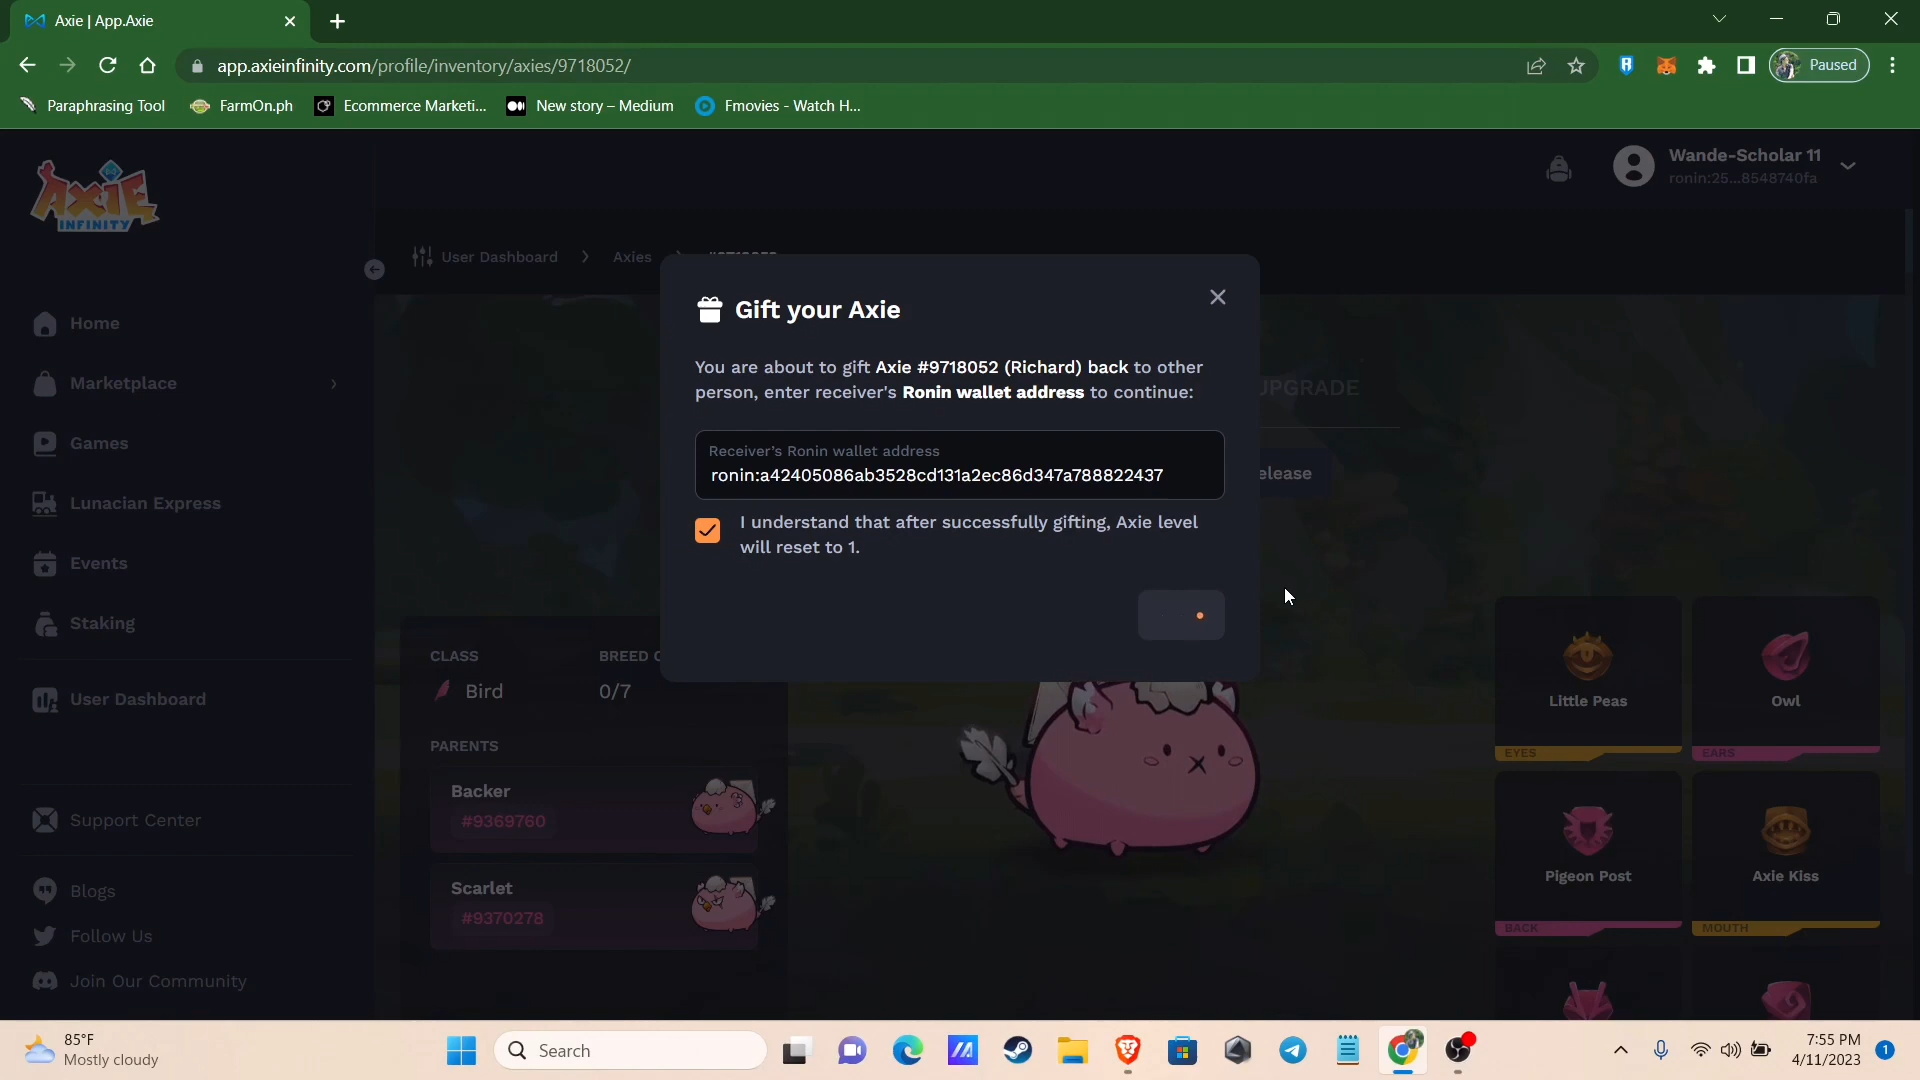 Axie | App.Axie
app.axieinfinity.com/profile/inventory/axies/9718052/
Paused
Paraphrasing Tool
FarmOn.ph
Ecommerce Marketi...
New story – Medium
Fmovies - Watch H...
AXIE
INFINITY
Wande-Scholar 11
ronin:25...8548740fa
User Dashboard
Axies
Home
Marketplace
Games
Lunacian Express
Events
Staking
User Dashboard
Support Center
Blogs
Follow Us
Join Our Community
Gift your Axie
You are about to gift Axie #9718052 (Richard) back to other
person, enter receiver's Ronin wallet address to continue:
Receiver's Ronin wallet address
ronin:a42405086ab3528cd131a2ec86d347a788822437
I understand that after successfully gifting, Axie level
will reset to 1.
UPGRADE
elease
CLASS
BREED C
Bird
0/7
PARENTS
Backer
#9369760
Scarlet
#9370278
Little Peas
EYES
Owl
EARS
Pigeon Post
BACK
Axie Kiss
MOUTH
85°F
Mostly cloudy
Search
7:55 PM
4/11/2023
1